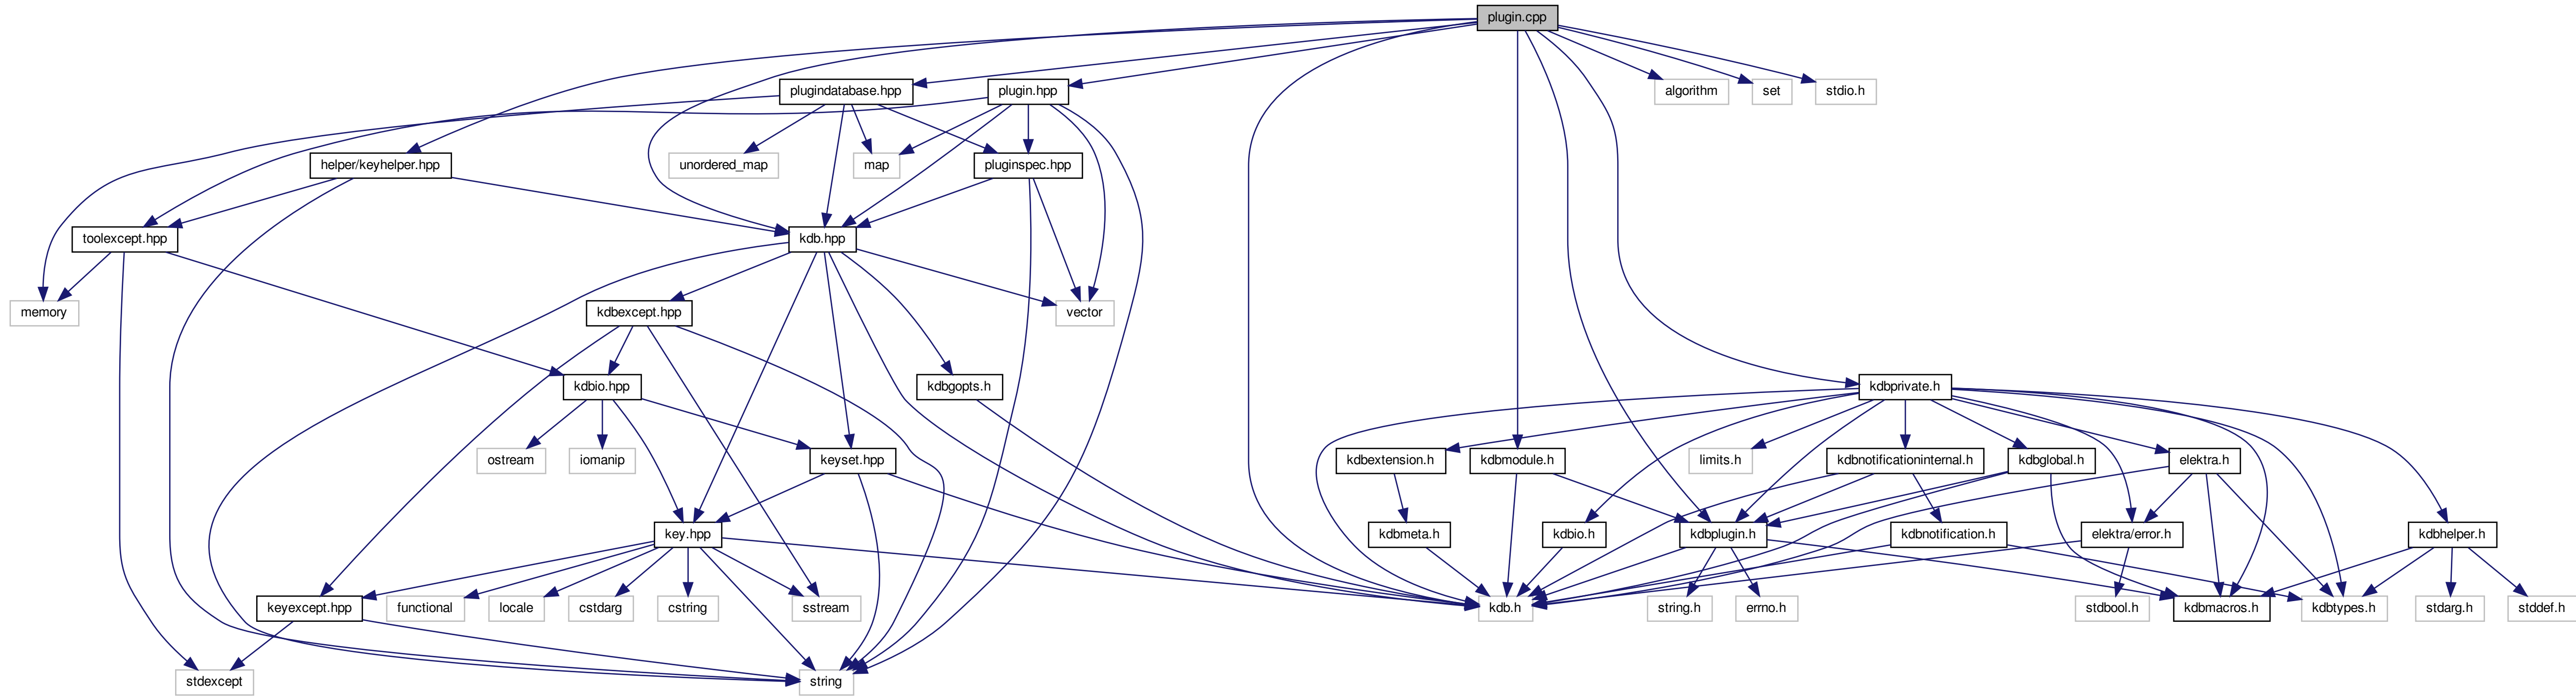 plugin.cpp
plugindatabase.hpp
plugin.hpp
algorithm
set
stdio.h
helper/keyhelper.hpp
unordered_map
map
pluginspec.hpp
toolexcept.hpp
kdb.hpp
memory
kdbexcept.hpp
vector
kdbio.hpp
kdbgopts.h
kdbprivate.h
ostream
iomanip
keyset.hpp
kdbextension.h
kdbmodule.h
limits.h
kdbnotificationinternal.h
kdbglobal.h
elektra.h
key.hpp
kdbmeta.h
kdbio.h
kdbplugin.h
kdbnotification.h
elektra/error.h
kdbhelper.h
keyexcept.hpp
functional
locale
cstdarg
cstring
sstream
kdb.h
string.h
errno.h
stdbool.h
kdbmacros.h
kdbtypes.h
stdarg.h
stddef.h
stdexcept
string